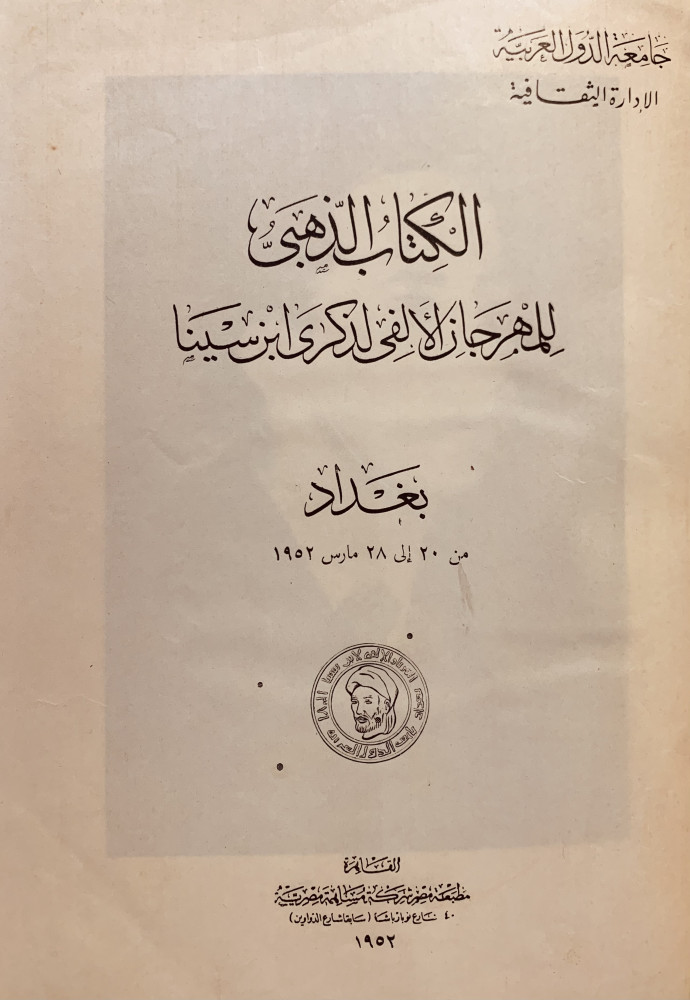 جامعة الدول العربية
الإدارة الثقافية
الكتاب الذهبي
للمهرجان الألفي لذكرى ابن سينا
بغداد
من ٢٠ إلى ٢٨ مارس ١٩٥٢
القاهرة
مطبعة مصر شركة مساهمة مصرية
٤٠ شارع نوبار باشا (سابقا شارع الدواوين)
١٩٥٢